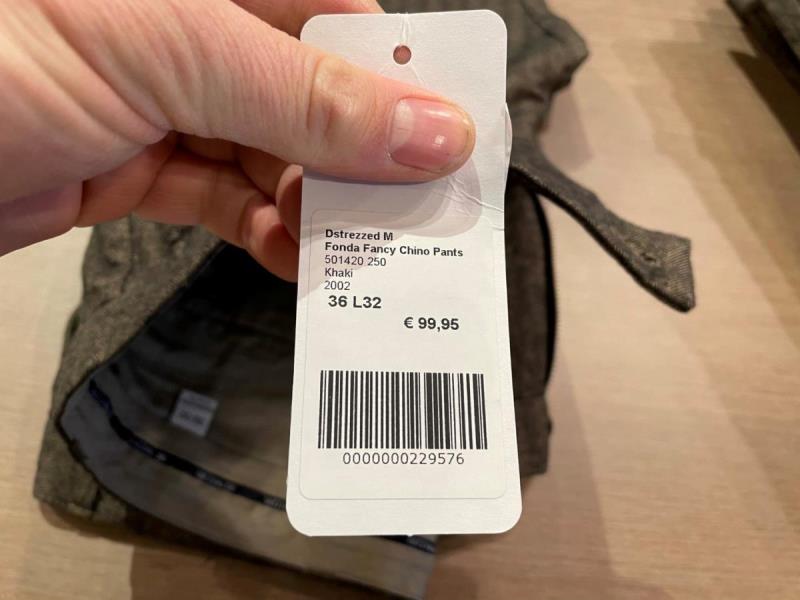 Dstrezzed M
Fonda Fancy Chino Pants
501420 250
Khaki
2002
36 L32
€ 99,95
0000000229576